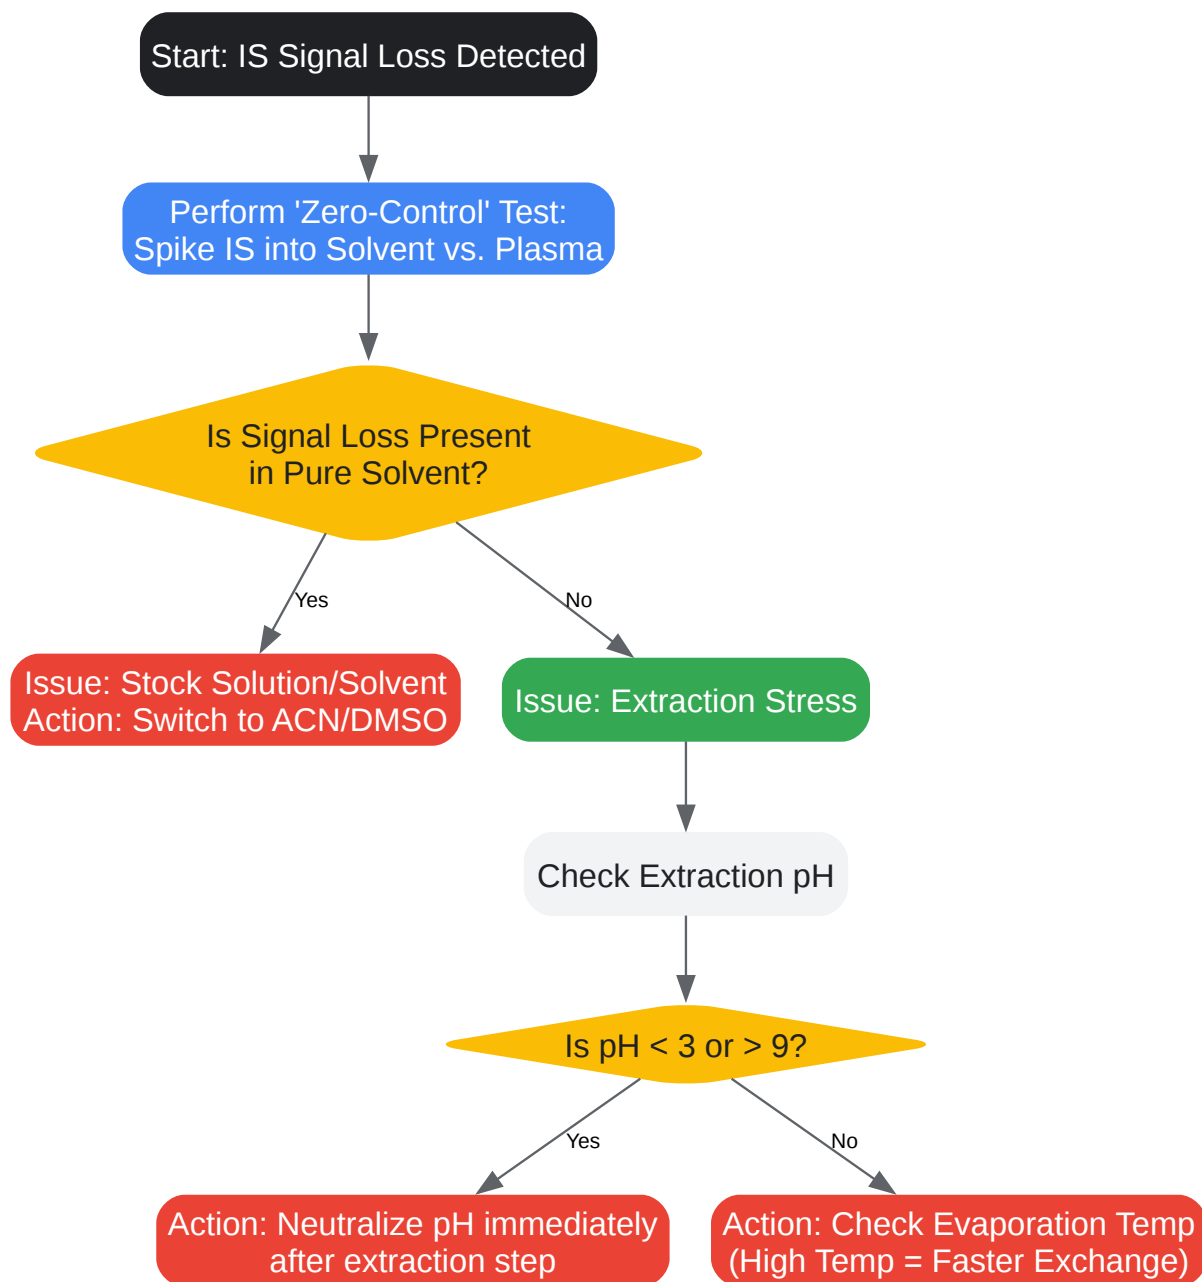 Start: IS Signal Loss Detected
Perform 'Zero-Control' Test:
Spike IS into Solvent vs. Plasma
Is Signal Loss Present
in Pure Solvent?
Yes
No
Issue: Stock Solution/Solvent
Action: Switch to ACN/DMSO
Issue: Extraction Stress
Check Extraction pH
Is pH < 3 or > 9?
Yes
No
Action: Neutralize pH immediately
after extraction step
Action: Check Evaporation Temp
(High Temp = Faster Exchange)